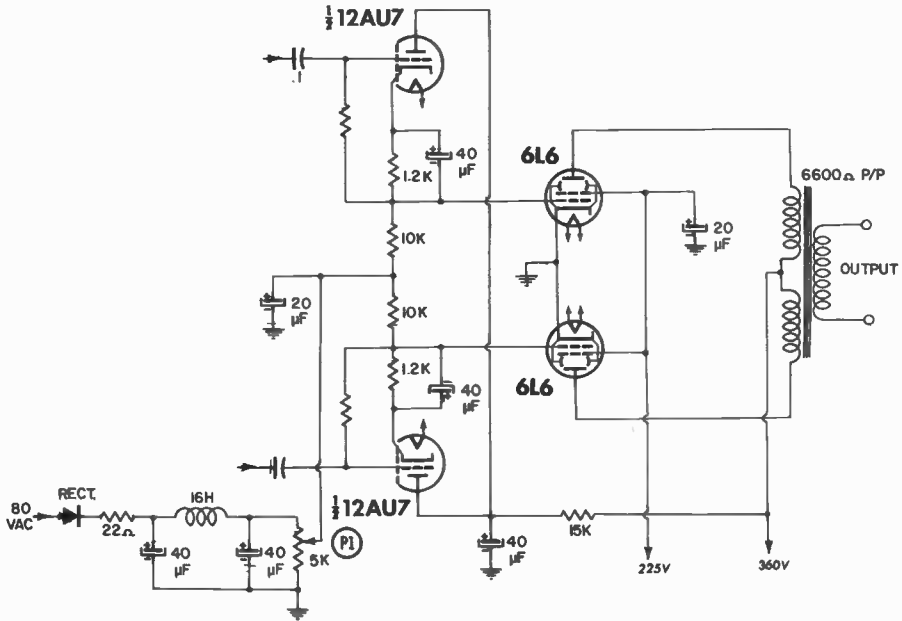 ½ 12AU7
.1
40
µF
1.2K
6L6
6600Ω P/P
20
µF
10K
OUTPUT
20
µF
10K
1.2K
40
µF
6L6
½ 12AU7
80
VAC
RECT.
22Ω
16H
P1
5K
40
µF
40
µF
40
µF
15K
225V
360V